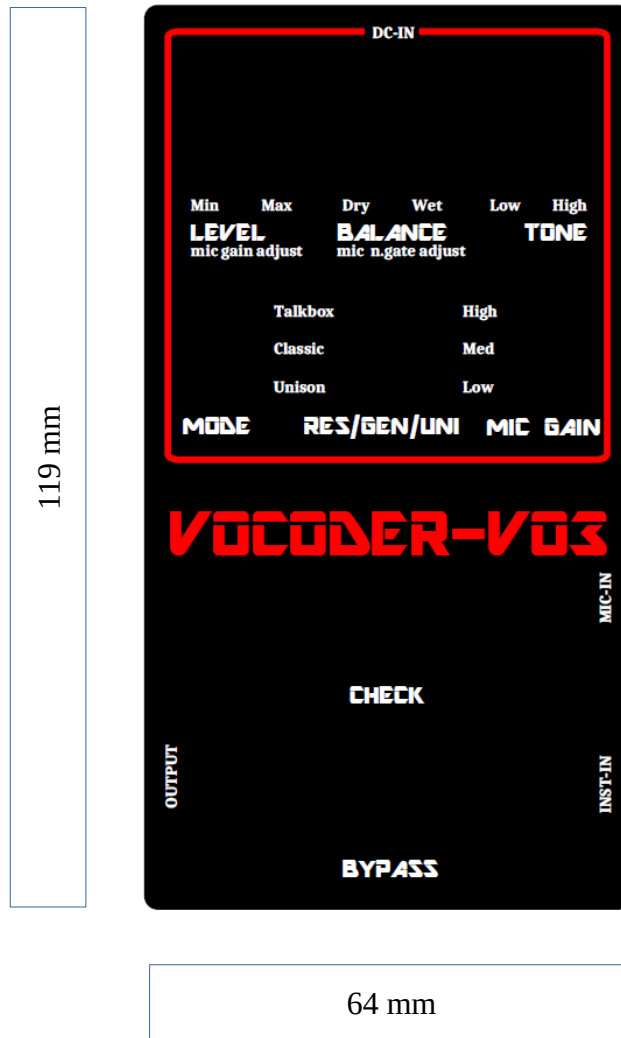 DC-IN
Min Max Dry Wet Low High
LEVEL BALANCE TONE
mic gain adjust mic n.gate adjust
Talkbox High
Classic Med
Unison Low
MODE RES/GEN/UNI MIC GAIN
119 mm
VOCODER-V03
MIC-IN
CHECK
OUTPUT
INST-IN
BYPASS
64 mm